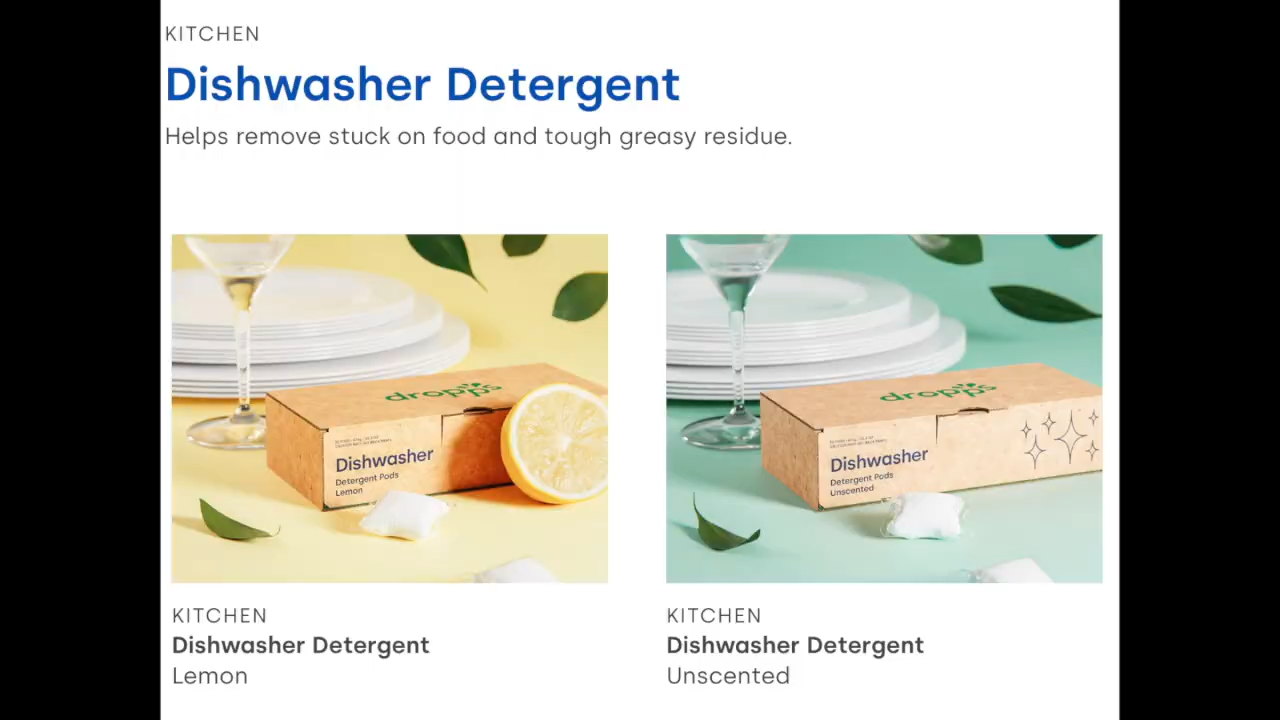 KITCHEN
Dishwasher Detergent
Helps remove stuck on food and tough greasy residue.
dropps
Dishwasher
Detergent Pods
Lemon
dropps
Dishwasher
Detergent Pods
Unscented
KITCHEN
Dishwasher Detergent
Lemon
KITCHEN
Dishwasher Detergent
Unscented